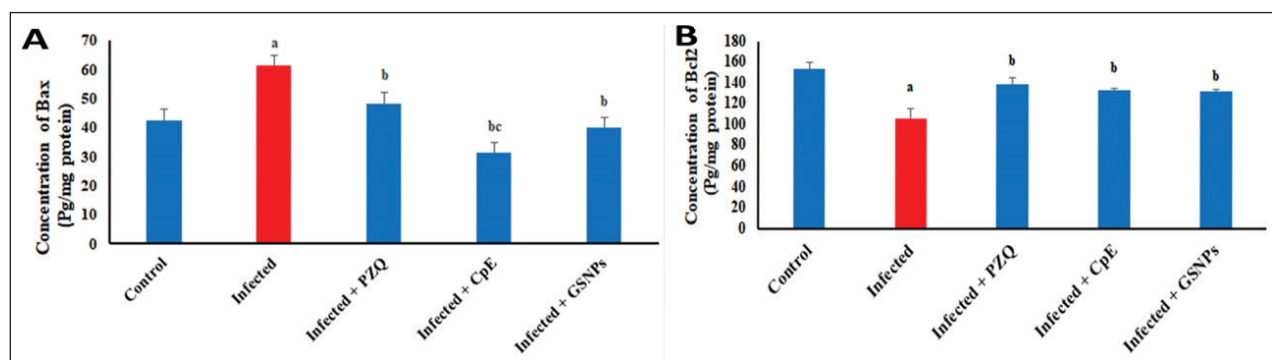 A
Concentration of Bax
(Pg/mg protein)
70
60
50
40
30
20
10
0
a
b
bc
b
Control
Infected
Infected + PZQ
Infected + CpE
Infected + GSNPs
B
Concentration of Bcl2
(Pg/mg protein)
180
160
140
120
100
80
60
40
20
0
a
b
b
b
Control
Infected
Infected + PZQ
Infected + CpE
Infected + GSNPs